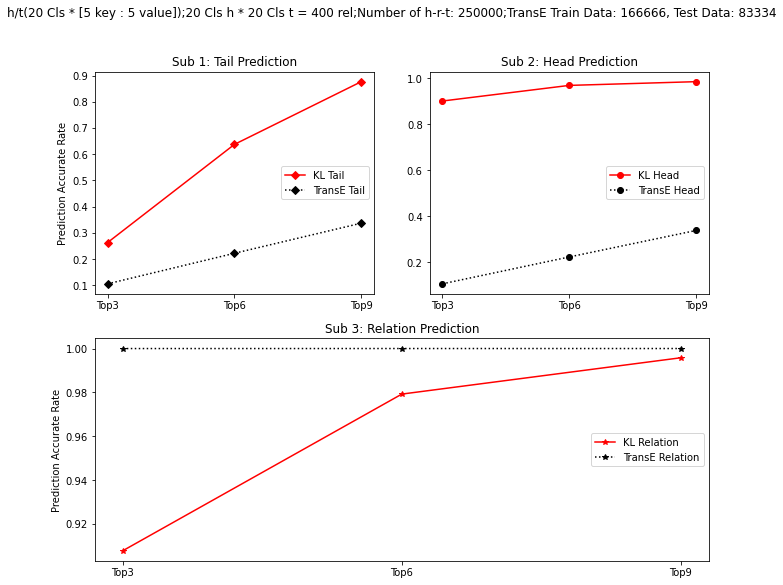 h/t(20 Cls * [5 key : 5 value]);20 Cls h * 20 Cls t = 400 rel;Number of h-r-t: 250000;TransE Train Data: 166666, Test Data: 83334
Sub 1: Tail Prediction
Prediction Accurate Rate
0.9
0.8
0.7
0.6
0.5
0.4
0.3
0.2
0.1
KL Tail
TransE Tail
Top3
Top6
Top9
Sub 2: Head Prediction
1.0
0.8
0.6
0.4
0.2
KL Head
TransE Head
Top3
Top6
Top9
Sub 3: Relation Prediction
Prediction Accurate Rate
1.00
0.98
0.96
0.94
0.92
KL Relation
TransE Relation
Top3
Top6
Top9